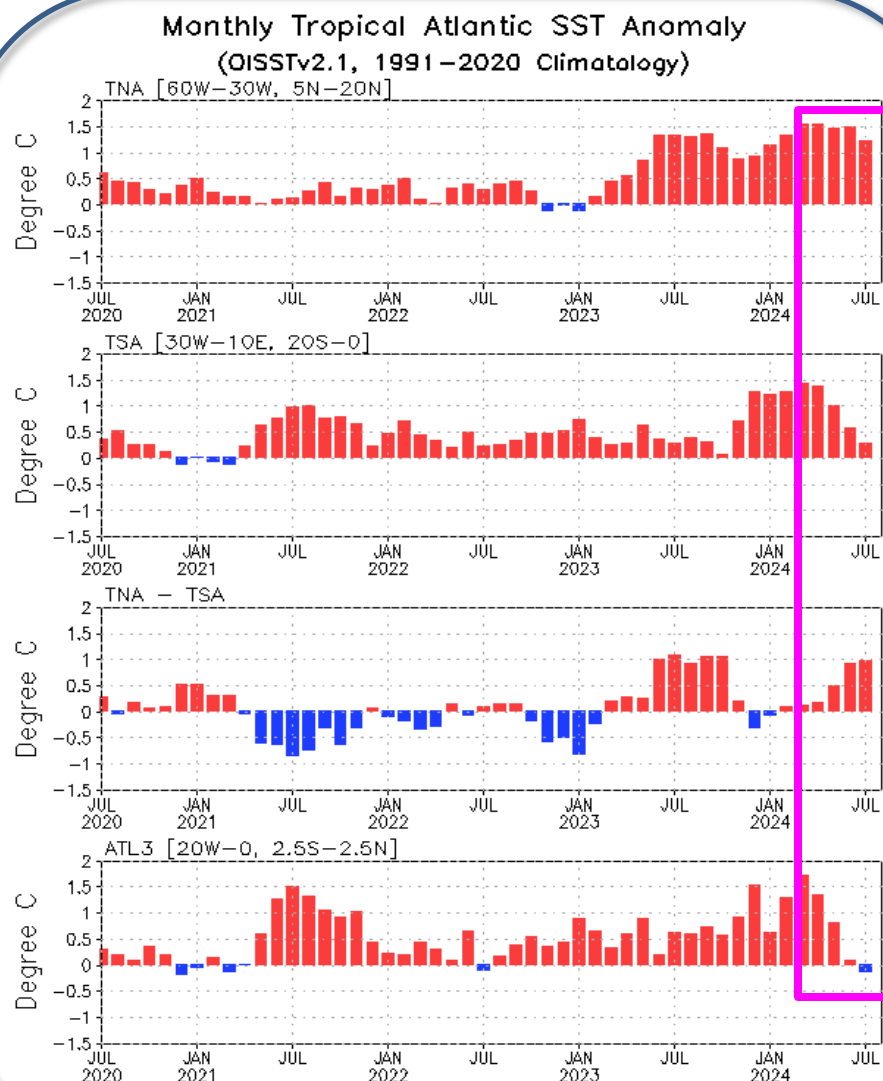 Monthly Tropical Atlantic SST Anomaly
(OISSTv2.1, 1991-2020 Climatology)
TNA [60W-30W, 5N-20N]
Degree C
2
1.5
1
0.5
0
-0.5
-1
-1.5
JUL JAN JUL JAN JUL JAN JUL JAN JUL
2020 2021 2022 2023 2024
TSA [30W-10E, 20S-0]
Degree C
2
1.5
1
0.5
0
-0.5
-1
-1.5
JUL JAN JUL JAN JUL JAN JUL JAN JUL
2020 2021 2022 2023 2024
TNA - TSA
Degree C
2
1.5
1
0.5
0
-0.5
-1
-1.5
JUL JAN JUL JAN JUL JAN JUL JAN JUL
2020 2021 2022 2023 2024
ATL3 [20W-0, 2.5S-2.5N]
Degree C
2
1.5
1
0.5
0
-0.5
-1
-1.5
JUL JAN JUL JAN JUL JAN JUL JAN JUL
2020 2021 2022 2023 2024